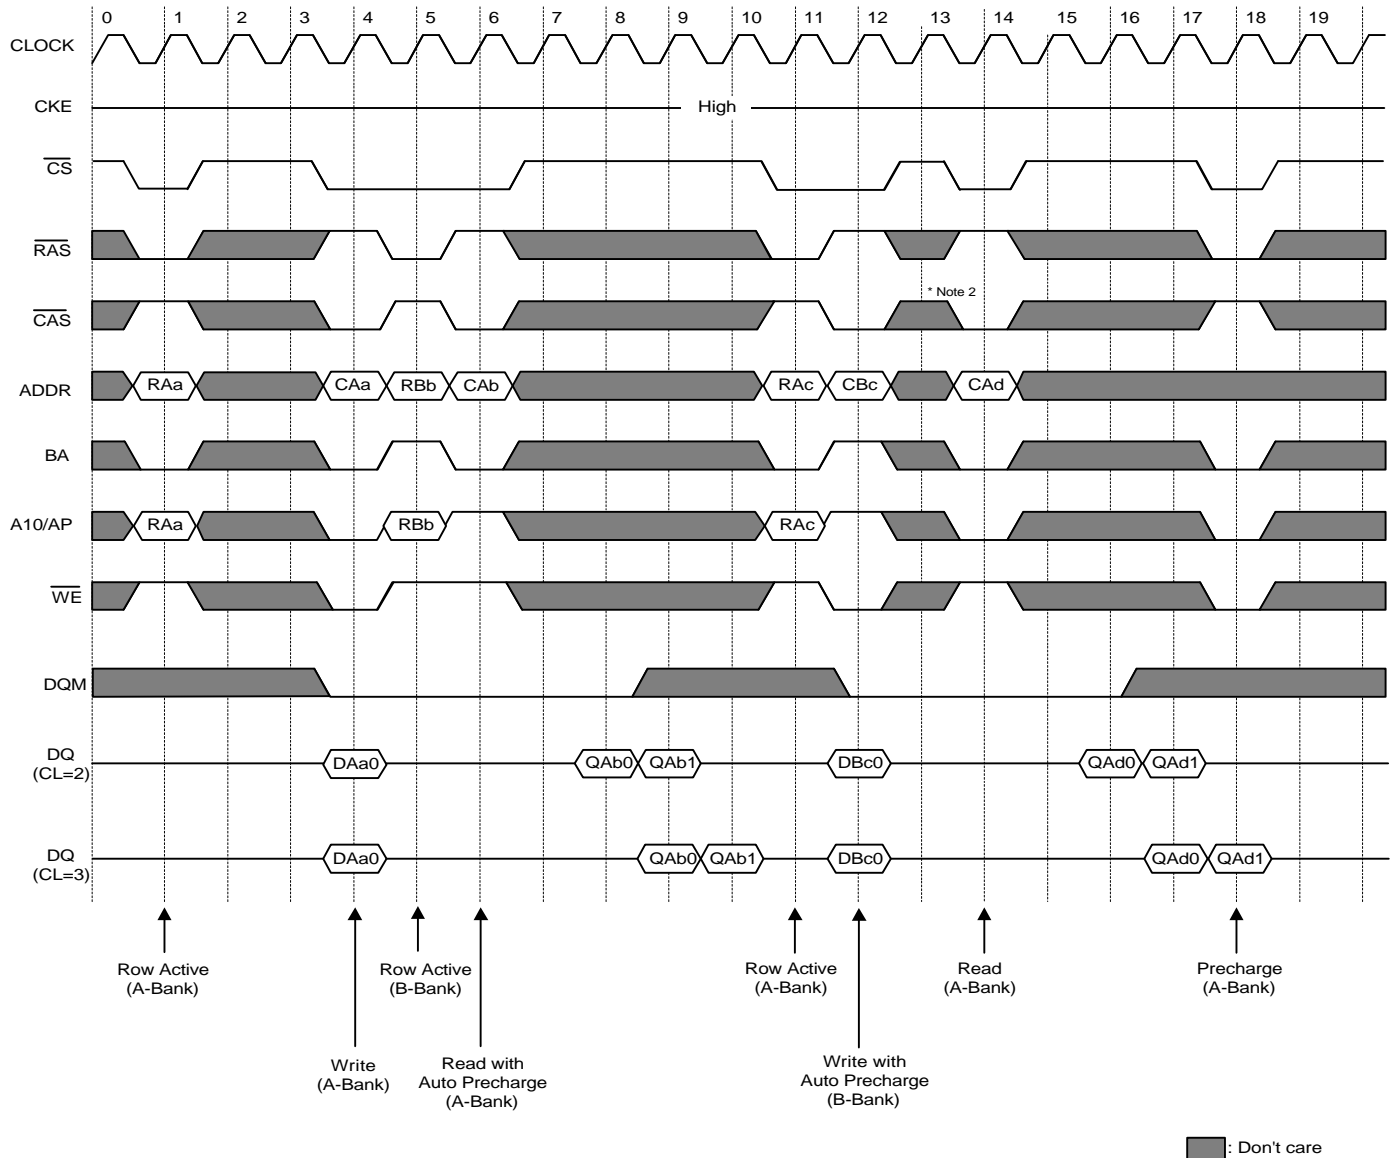 0 1 2 3 4 5 6 7 8 9 10 11 12 13 14 15 16 17 18 19
CLOCK
CKE High
CS
RAS
* Note 2
CAS
ADDR RAa CAa RBb CAb RAc CBc CAd
BA
A10/AP RAa RBb RAc
WE
DQM
DQ
(CL=2)
DAa0 QAb0 QAb1 DBc0 QAd0 QAd1
DQ
(CL=3)
DAa0 QAb0 QAb1 DBc0 QAd0 QAd1
Row Active
(A-Bank)
Row Active
(B-Bank)
Row Active
(A-Bank)
Read
(A-Bank)
Precharge
(A-Bank)
Write
(A-Bank)
Read with
Auto Precharge
(A-Bank)
Write with
Auto Precharge
(B-Bank)
: Don't care